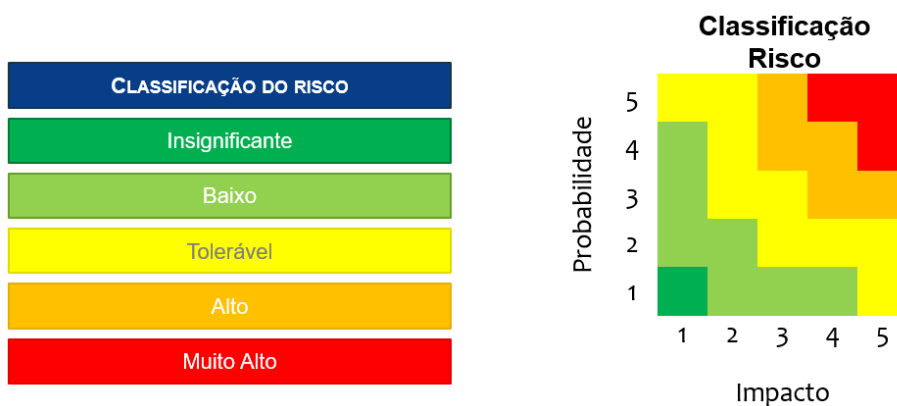 CLASSIFICAÇÃO DO RISCO
Insignificante
Baixo
Tolerável
Alto
Muito Alto
Classificação
Risco
Probabilidade
5
4
3
2
1
1 2 3 4 5
Impacto